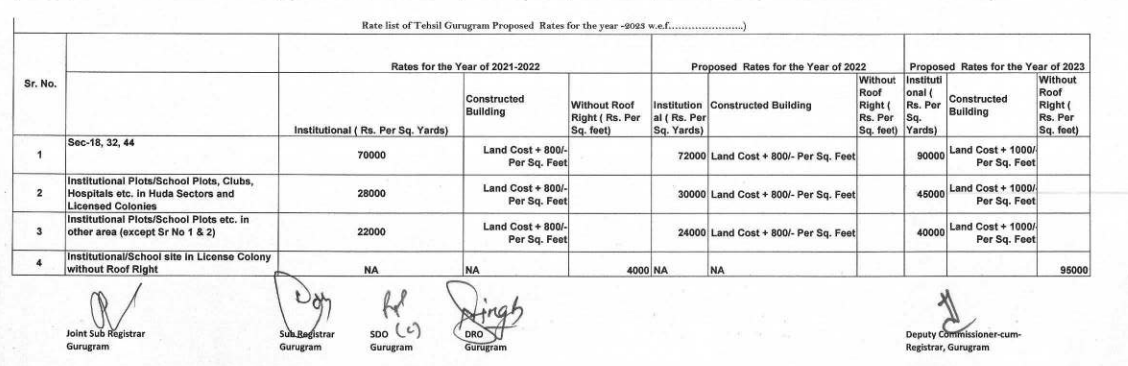 Rate list of Tehsil Gurugram Proposed Rates for the year -2023 w.e.f.......................)
Sr. No.
Rates for the Year of 2021-2022
Proposed Rates for the Year of 2022
Proposed Rates for the Year of 2023
Institutional ( Rs. Per Sq. Yards)
Constructed
Building
Without Roof
Right ( Rs. Per
Sq. feet)
Institution
al ( Rs. Per
Sq. Yards)
Constructed Building
Without
Roof
Right (
Rs. Per
Sq. feet)
Instituti
onal (
Rs. Per
Sq.
Yards)
Constructed
Building
Without
Roof
Right (
Rs. Per
Sq. feet)
1
Sec-18, 32, 44
70000
Land Cost + 800/-
Per Sq. Feet
72000
Land Cost + 800/- Per Sq. Feet
90000
Land Cost + 1000/-
Per Sq. Feet
2
Institutional Plots/School Plots, Clubs,
Hospitals etc. in Huda Sectors and
Licensed Colonies
28000
Land Cost + 800/-
Per Sq. Feet
30000
Land Cost + 800/- Per Sq. Feet
45000
Land Cost + 1000/-
Per Sq. Feet
3
Institutional Plots/School Plots etc. in
other area (except Sr No 1 & 2)
22000
Land Cost + 800/-
Per Sq. Feet
24000
Land Cost + 800/- Per Sq. Feet
40000
Land Cost + 1000/-
Per Sq. Feet
4
Institutional/School site in License Colony
without Roof Right
NA
NA
4000
NA
NA
95000
Joint Sub Registrar
Gurugram
Sub Registrar
Gurugram
SDO (c)
Gurugram
Singh
DRO
Gurugram
Deputy Commissioner-cum-
Registrar, Gurugram